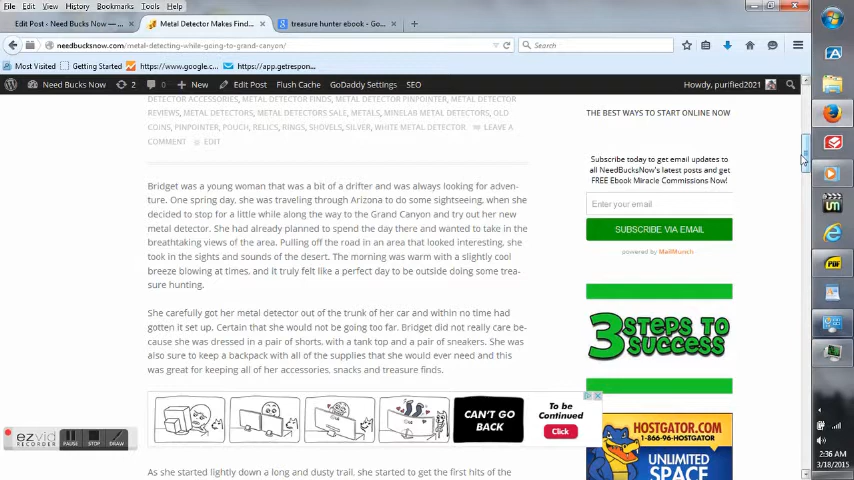 File Edit View History Bookmarks Tools Help
Edit Post - Need Bucks Now —...
Metal Detector Makes Find...
treasure hunter ebook - Go...
needbucksnow.com/metal-detecting-while-going-to-grand-canyon/
Search
Most Visited Getting Started https://www.google.c... https://app.getrespon...
Need Bucks Now 2 0 New Edit Post Flush Cache GoDaddy Settings SEO Howdy, purified2021
DETECTOR ACCESSORIES, METAL DETECTOR FINDS, METAL DETECTOR PINPOINTER, METAL DETECTOR
REVIEWS, METAL DETECTORS, METAL DETECTORS SALE, METALS, MINELAB METAL DETECTORS, OLD
COINS, PINPOINTER, POUCH, RELICS, RINGS, SHOVELS, SILVER, WHITE METAL DETECTOR LEAVE A
COMMENT EDIT
Bridget was a young woman that was a bit of a drifter and was always looking for adven-
ture. One spring day, she was traveling through Arizona to do some sightseeing, when she
decided to stop for a little while along the way to the Grand Canyon and try out her new
metal detector. She had already planned to spend the day there and wanted to take in the
breathtaking views of the area. Pulling off the road in an area that looked interesting, she
took in the sights and sounds of the desert. The morning was warm with a slightly cool
breeze blowing at times, and it truly felt like a perfect day to be outside doing some trea-
sure hunting.
She carefully got her metal detector out of the trunk of her car and within no time had
gotten it set up. Certain that she would not be going too far. Bridget did not really care be-
cause she was dressed in a pair of shorts, with a tank top and a pair of sneakers. She was
also sure to keep a backpack with all of the supplies that she would ever need and this
was great for keeping all of her accessories, snacks and treasure finds.
CAN'T GO
BACK
To be
Continued
Click
As she started lightly down a long and dusty trail, she started to get the first hits of the
THE BEST WAYS TO START ONLINE NOW
Subscribe today to get email updates to
all NeedBucksNow's latest posts and get
FREE Ebook Miracle Commissions Now!
Enter your email
SUBSCRIBE VIA EMAIL
powered by MailMunch
3 STEPS TO
SUCCESS
HOSTGATOR.COM
1-866-96-HOSTGATOR
UNLIMITED
SPACE
ezvid
RECORDER
PAUSE STOP DRAW
PDF
2:36 AM
3/18/2015